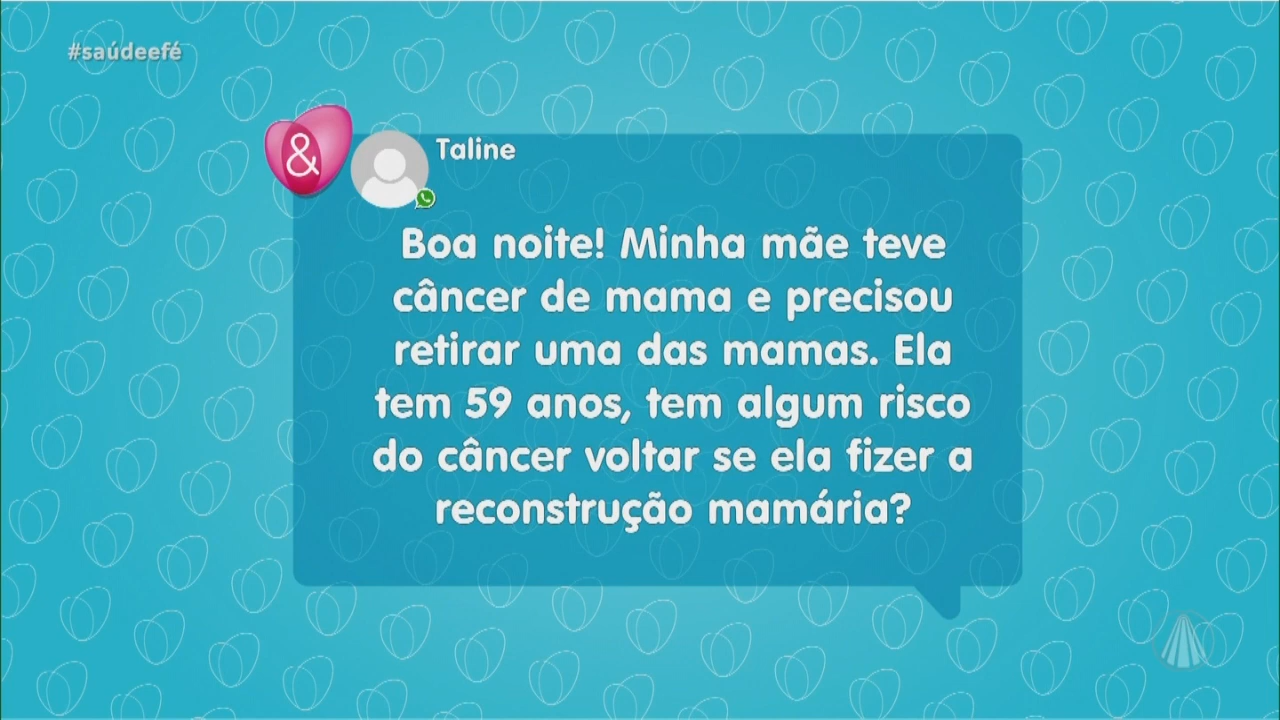 #saúdeefé
&
Taline
Boa noite! Minha mãe teve
câncer de mama e precisou
retirar uma das mamas. Ela
tem 59 anos, tem algum risco
do câncer voltar se ela fizer a
reconstrução mamária?